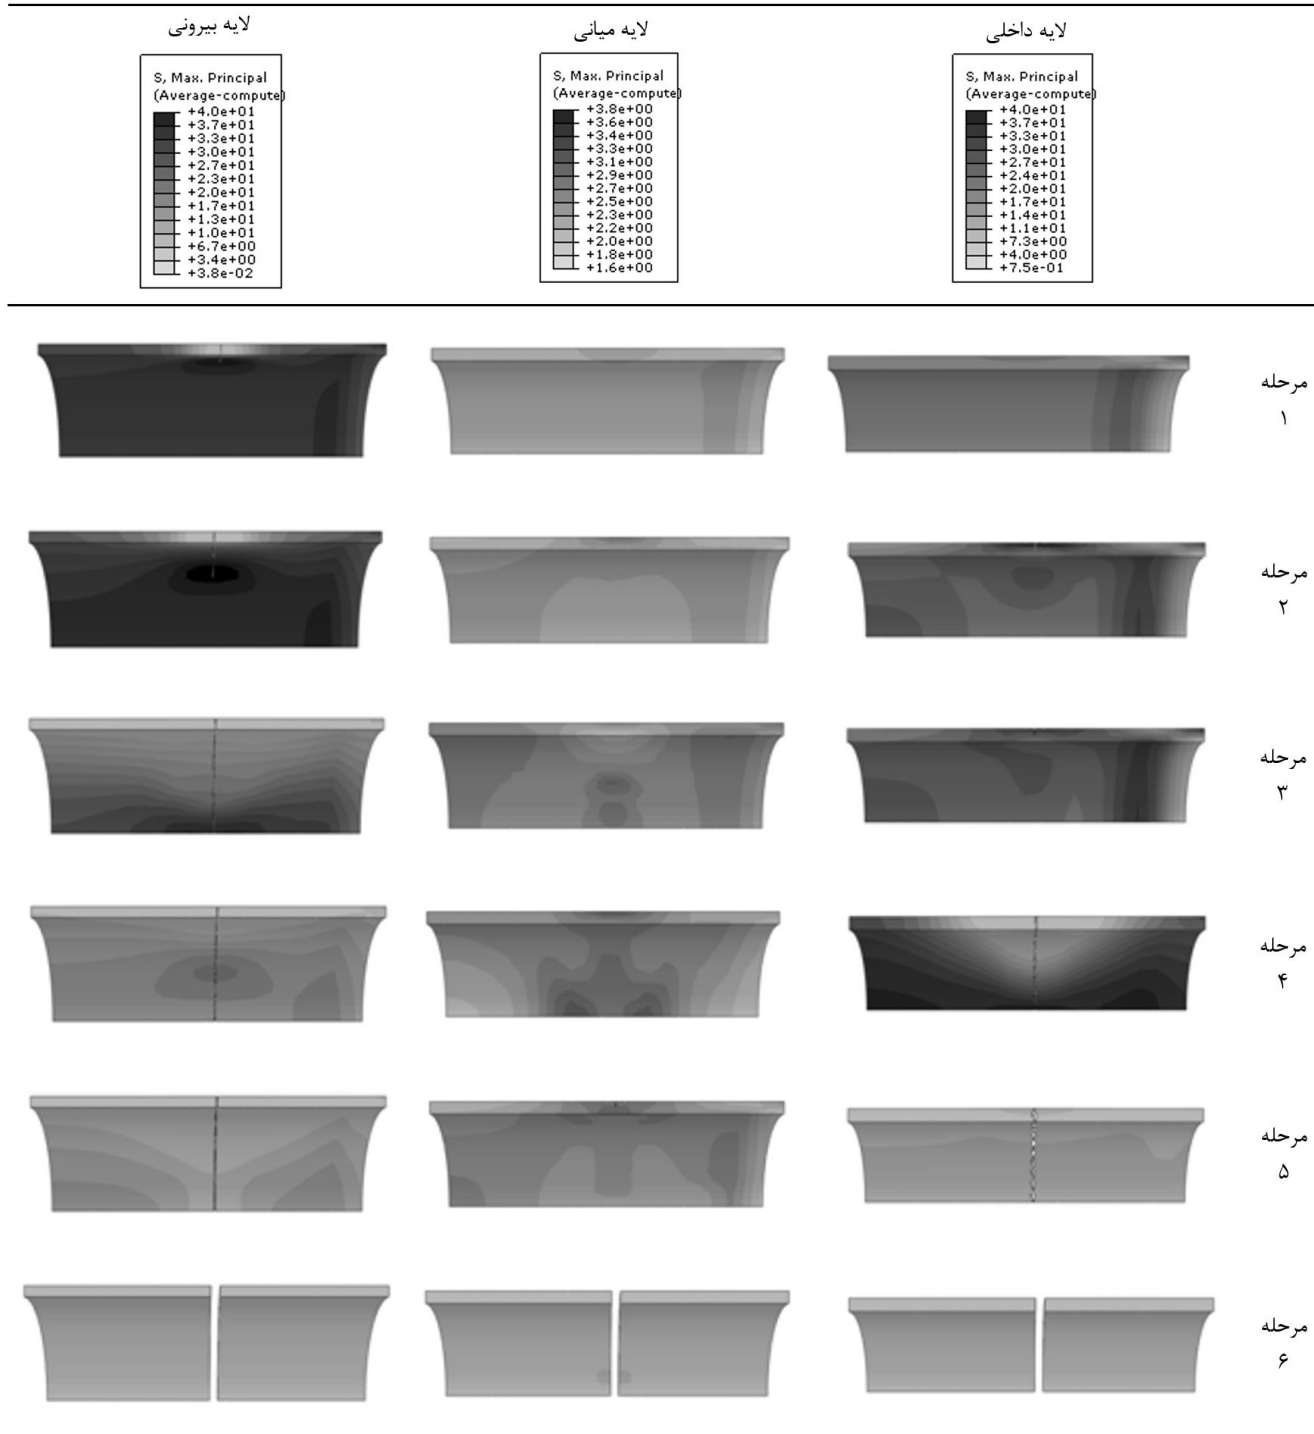 لایه داخلی
لایه میانی
لایه بیرونی
S, Max. Principal
(Average-compute)
+4.0e+01
+3.7e+01
+3.3e+01
+3.0e+01
+2.7e+01
+2.4e+01
+2.0e+01
+1.7e+01
+1.4e+01
+1.1e+01
+7.3e+00
+4.0e+00
+7.5e-01
S, Max. Principal
(Average-compute)
+3.8e+00
+3.6e+00
+3.4e+00
+3.3e+00
+3.1e+00
+2.9e+00
+2.7e+00
+2.5e+00
+2.3e+00
+2.2e+00
+2.0e+00
+1.8e+00
+1.6e+00
S, Max. Principal
(Average-compute)
+4.0e+01
+3.7e+01
+3.3e+01
+3.0e+01
+2.7e+01
+2.3e+01
+2.0e+01
+1.7e+01
+1.3e+01
+1.0e+01
+6.7e+00
+3.4e+00
+3.8e-02
مرحله
۱
مرحله
۲
مرحله
۳
مرحله
۴
مرحله
۵
مرحله
۶